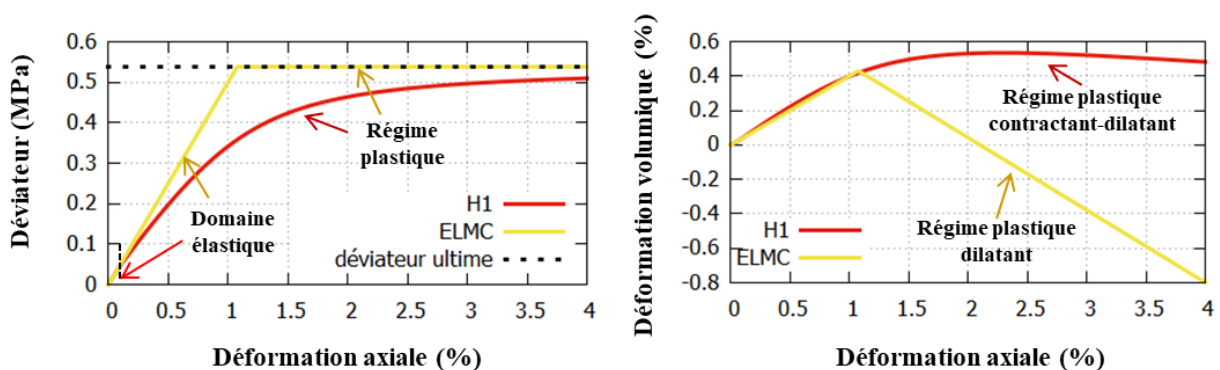 Déviateur (MPa)
0.6
0.5
0.4
0.3
0.2
0.1
0
Régime
plastique
Domaine
élastique
H1
ELMC
déviateur ultime
0 0.5 1 1.5 2 2.5 3 3.5 4
Déformation axiale (%)
Déformation volumique (%)
0.6
0.4
0
-0.2
-0.4
-0.6
-0.8
Régime plastique
contractant-dilatant
H1
ELMC
Régime plastique
dilatant
0 0.5 1 1.5 2 2.5 3 3.5 4
Déformation axiale (%)